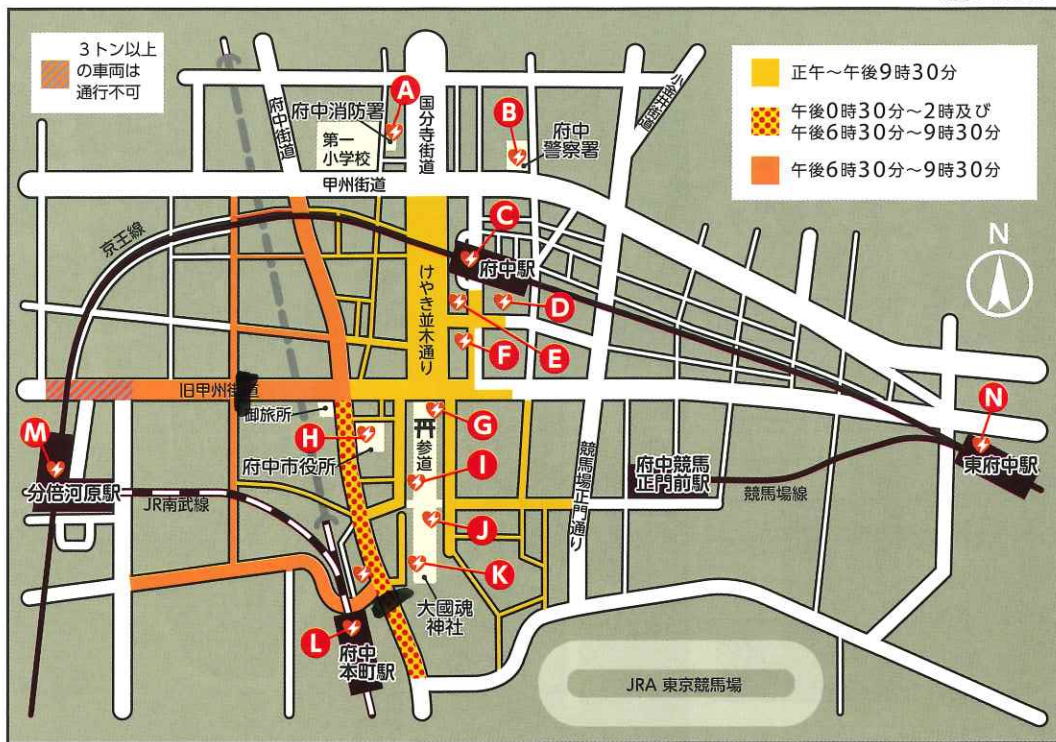 3トン以上
の車両は
通行不可
正午〜午後9時30分
午後0時30分〜2時及び
午後6時30分〜9時30分
午後6時30分〜9時30分
N
A
府中消防署
第一
小学校
府中街道
国分寺街道
B
府中
警察署
小金井街道
甲州街道
京王線
C
府中駅
けやき並木通り
D
E
F
旧甲州街道
御旅所
G
H
参道
府中市役所
I
M
分倍河原駅
JR南武線
府中競馬
正門前駅
競馬場線
競馬場正門通り
N
東府中駅
J
K
大國魂
神社
L
府中
本町駅
JRA 東京競馬場